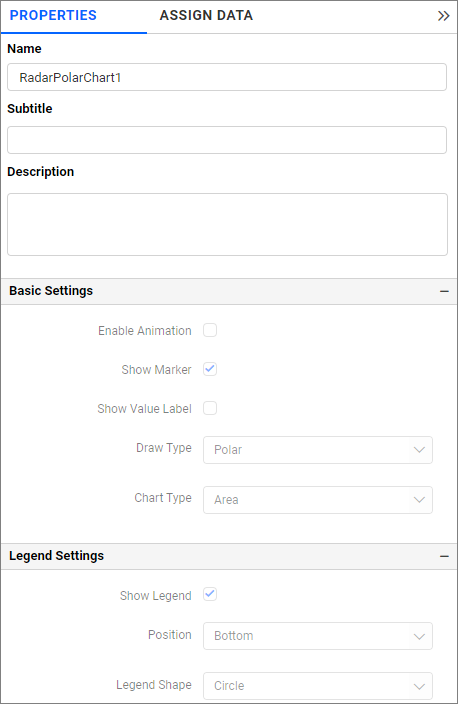 PROPERTIES ASSIGN DATA
Name
RadarPolarChart1
Subtitle
Description
Basic Settings
Enable Animation
Show Marker
Show Value Label
Draw Type Polar
Chart Type Area
Legend Settings
Show Legend
Position Bottom
Legend Shape Circle